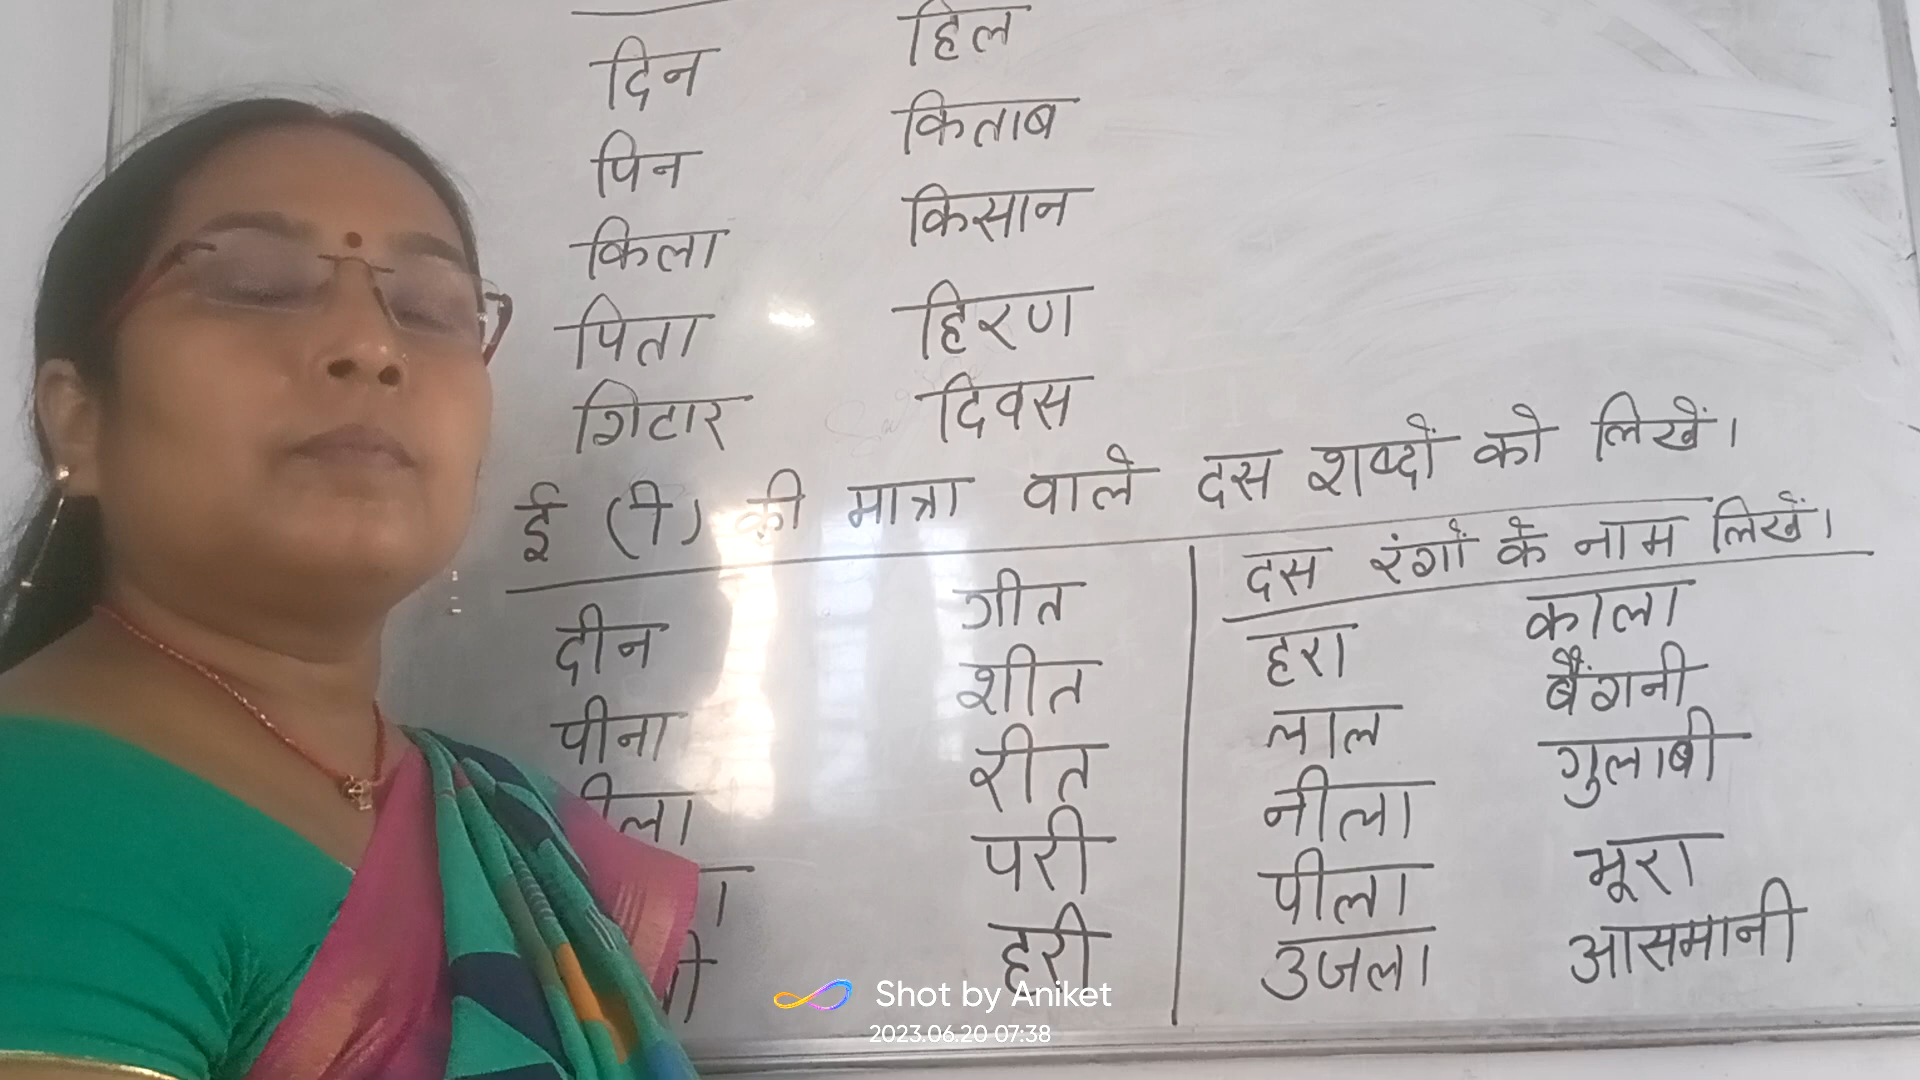 दिन हिल
पिन किताब
किला किसान
पिता हिरण
गिटार दिवस
ई (ी) की मात्रा वाले दस शब्दों को लिखें।
दीन गीत
पीना शीत
रीत
परी
हरी
दस रंगों के नाम लिखें।
हरा काला
लाल बैंगनी
नीला गुलाबी
पीला भूरा
उजला आसमानी
Shot by Aniket
2023.06.20 07:38